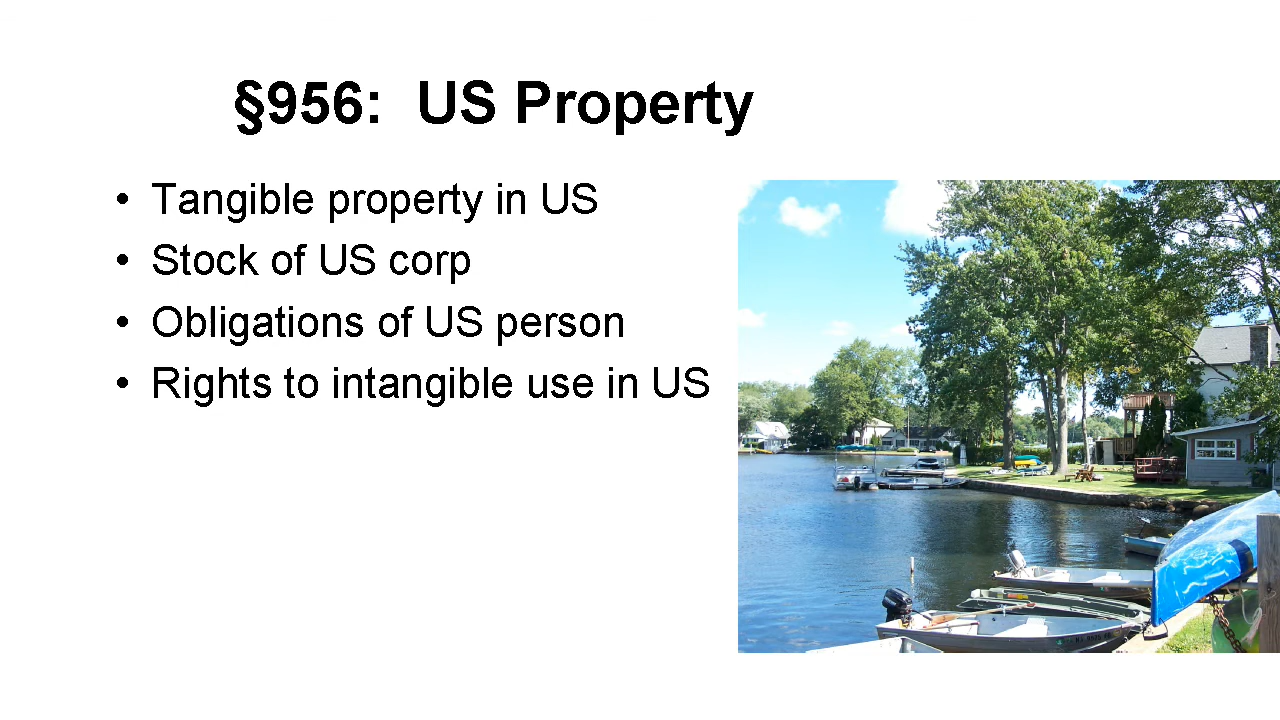 §956:  US Property
• Tangible property in US
• Stock of US corp
• Obligations of US person
• Rights to intangible use in US